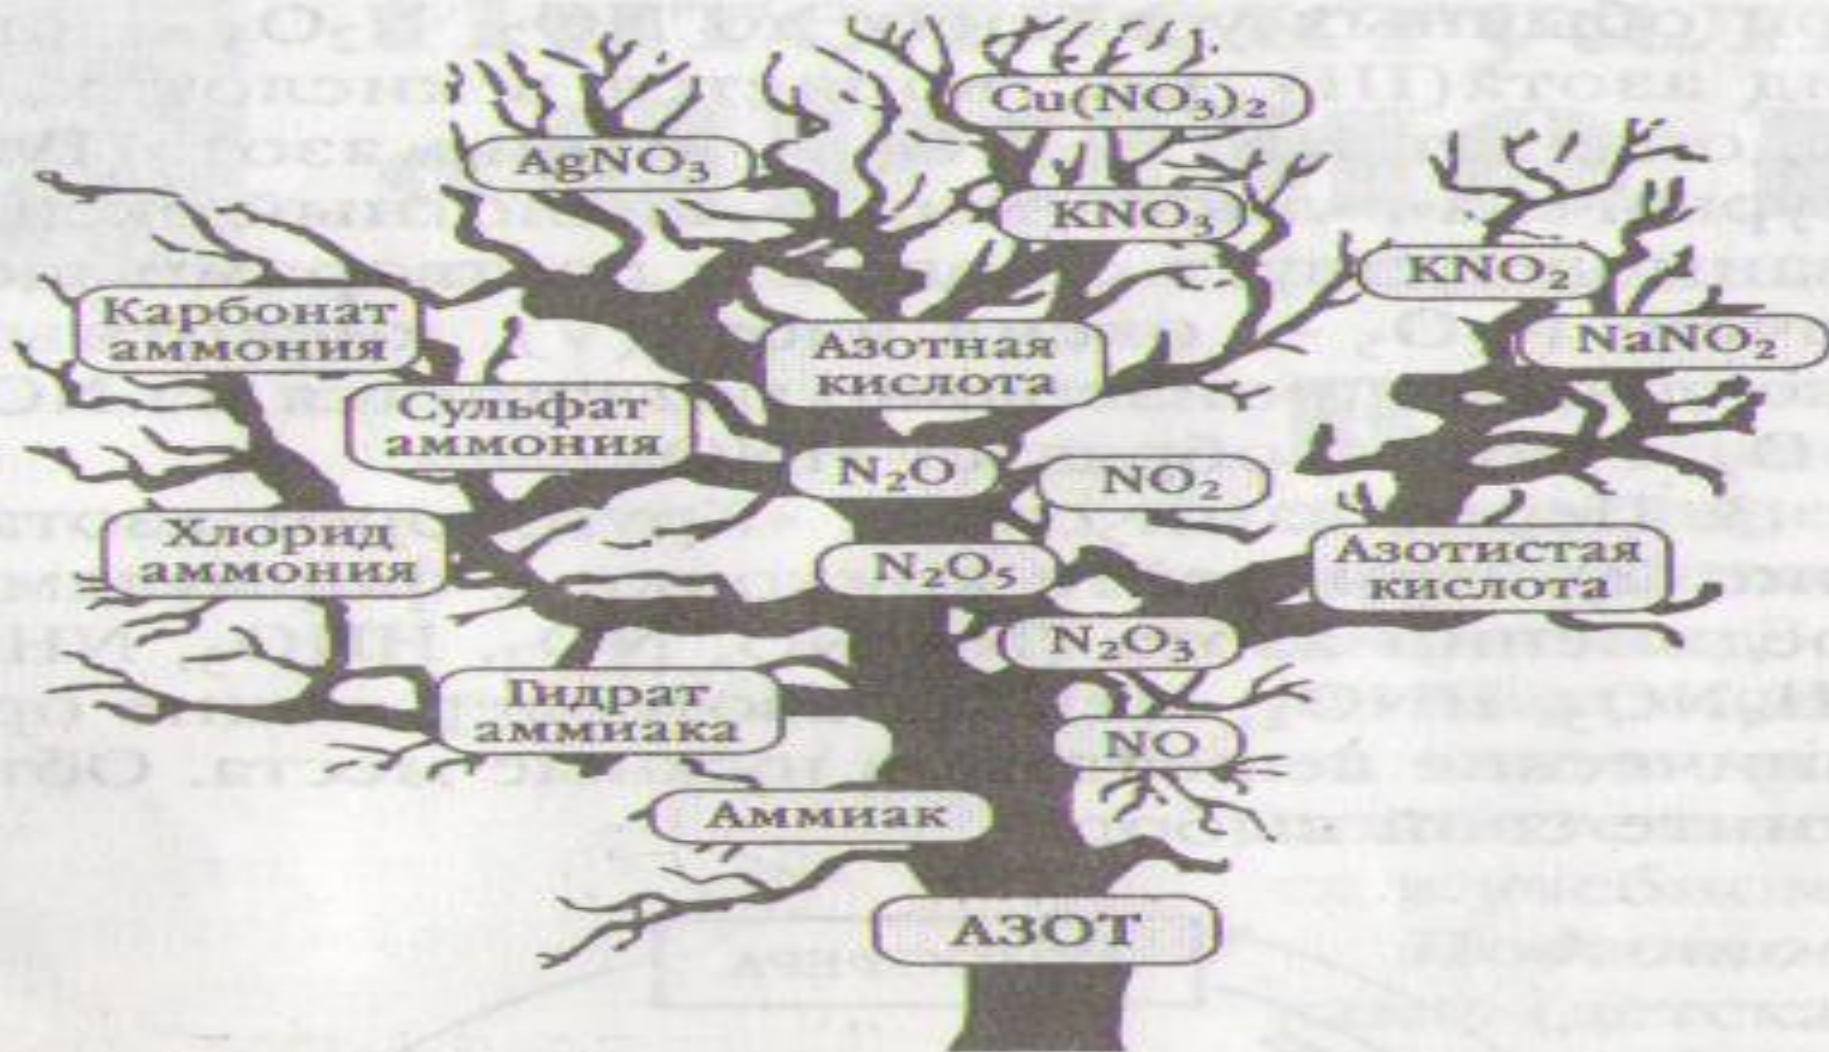 Cu(NO₃)₂
AgNO₃
KNO₃
KNO₂
Карбонат
аммония
NaNO₂
Азотная
кислота
Сульфат
аммония
N₂O
NO₂
Хлорид
аммония
N₂O₅
Азотистая
кислота
N₂O₃
Гидрат
аммиака
NO
Аммиак
АЗОТ